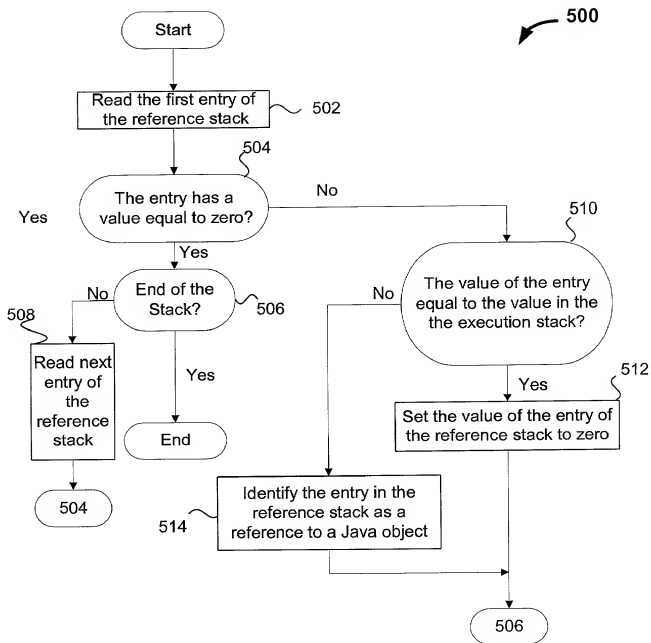 500
Start
Read the first entry of
the reference stack
502
504
The entry has a
value equal to zero?
No
Yes
Yes
510
The value of the entry
equal to the value in the
the execution stack?
End of the
Stack?
506
No
No
508
Read next
entry of
the
reference
stack
Yes
Yes
512
Set the value of the entry of
the reference stack to zero
End
504
Identify the entry in the
reference stack as a
reference to a Java object
514
506